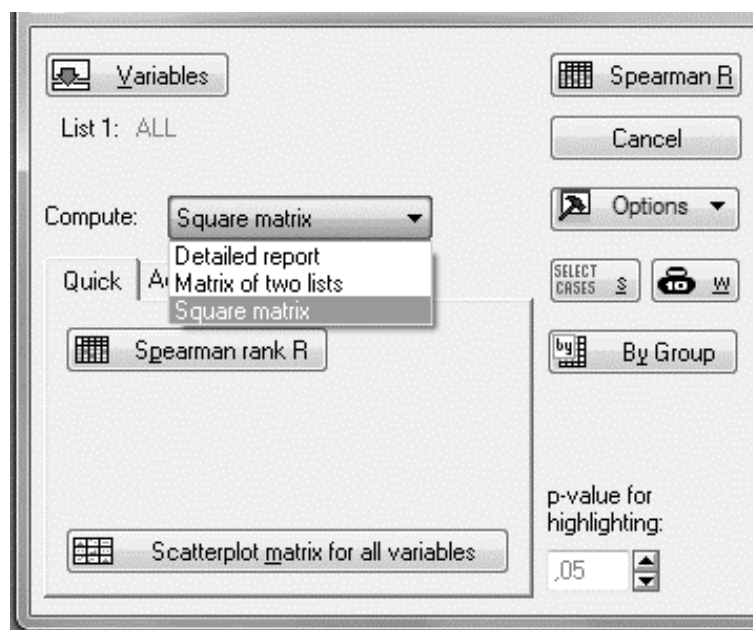 Variables
Spearman R
List 1: ALL
Cancel
Compute:
Square matrix
Options
Detailed report
Matrix of two lists
Square matrix
Quick
SELECT CASES S
W
Spearman rank R
By Group
p-value for
highlighting:
Scatterplot matrix for all variables
,05